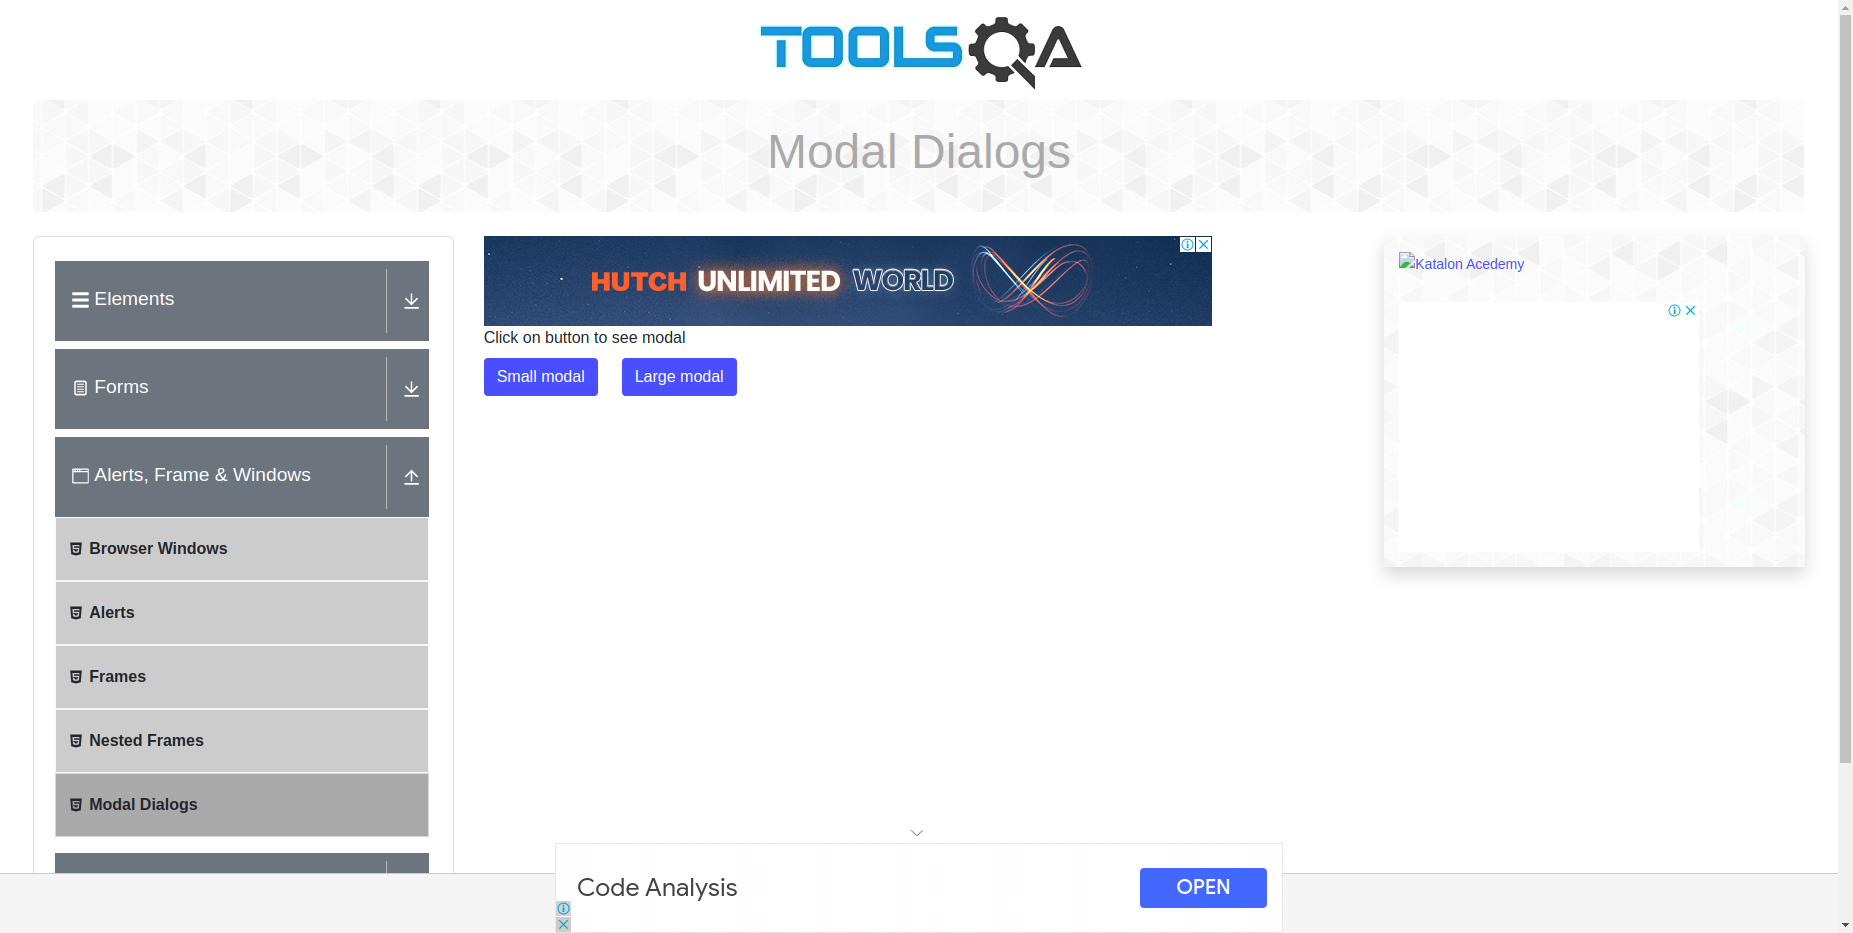 TOOLSQA
Modal Dialogs
Elements
Forms
Alerts, Frame & Windows
Browser Windows
Alerts
Frames
Nested Frames
Modal Dialogs
HUTCH UNLIMITED WORLD
Click on button to see modal
Small modal
Large modal
Katalon Acedemy
Code Analysis
OPEN